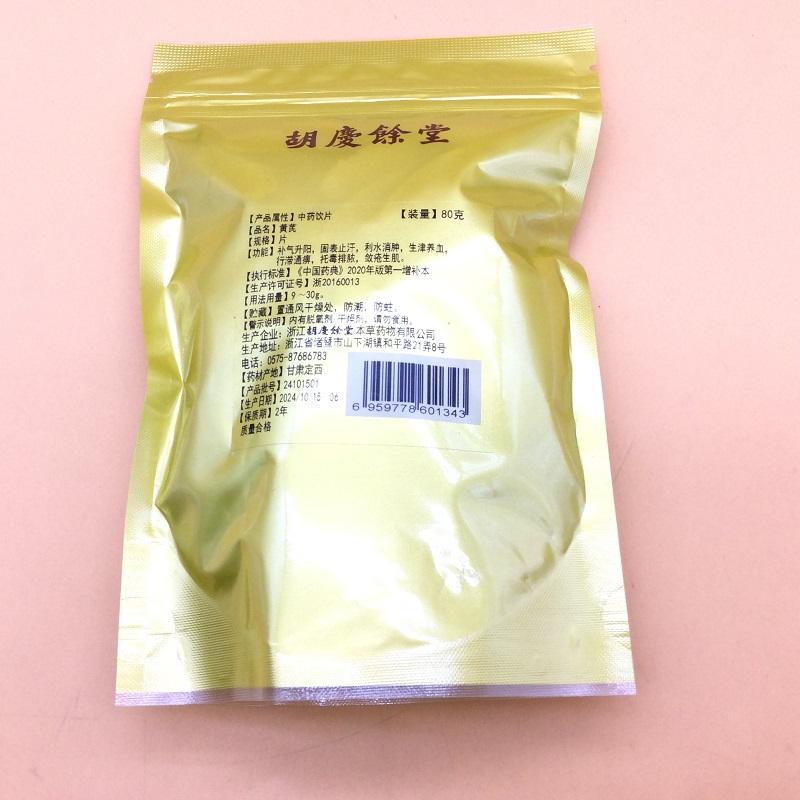 胡慶餘堂
【产品属性】中药饮片 【装量】80克
【品名】黄芪
【规格】片
【功能】补气升阳，固表止汗，利水消肿，生津养血，
行滞通痹，托毒排脓，敛疮生肌。
【执行标准】《中国药典》2020年版第一增补本
【生产许可证号】浙20160013
【用法用量】9～30g。
【贮藏】置通风干燥处，防潮，防蛀。
【警示说明】内有脱氧剂/干燥剂，请勿食用。
生产企业：浙江胡慶餘堂本草药物有限公司
生产地址：浙江省诸暨市山下湖镇和平路21弄8号
电话：0575-87686783
【药材产地】甘肃定西
【产品批号】24101501
【生产日期】2024/10/15 06
【保质期】2年
质量合格
6 959778 601343